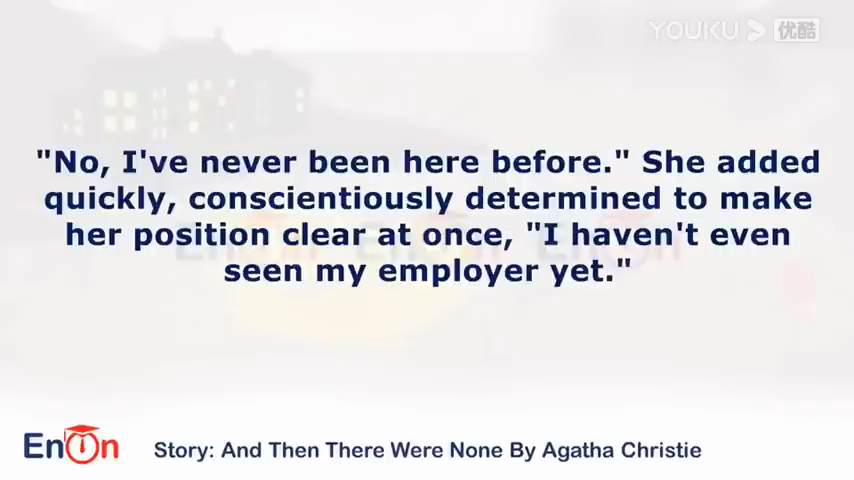 YOUKU 优酷
"No, I've never been here before." She added
quickly, conscientiously determined to make
her position clear at once, "I haven't even
seen my employer yet."
EnOn
Story: And Then There Were None By Agatha Christie